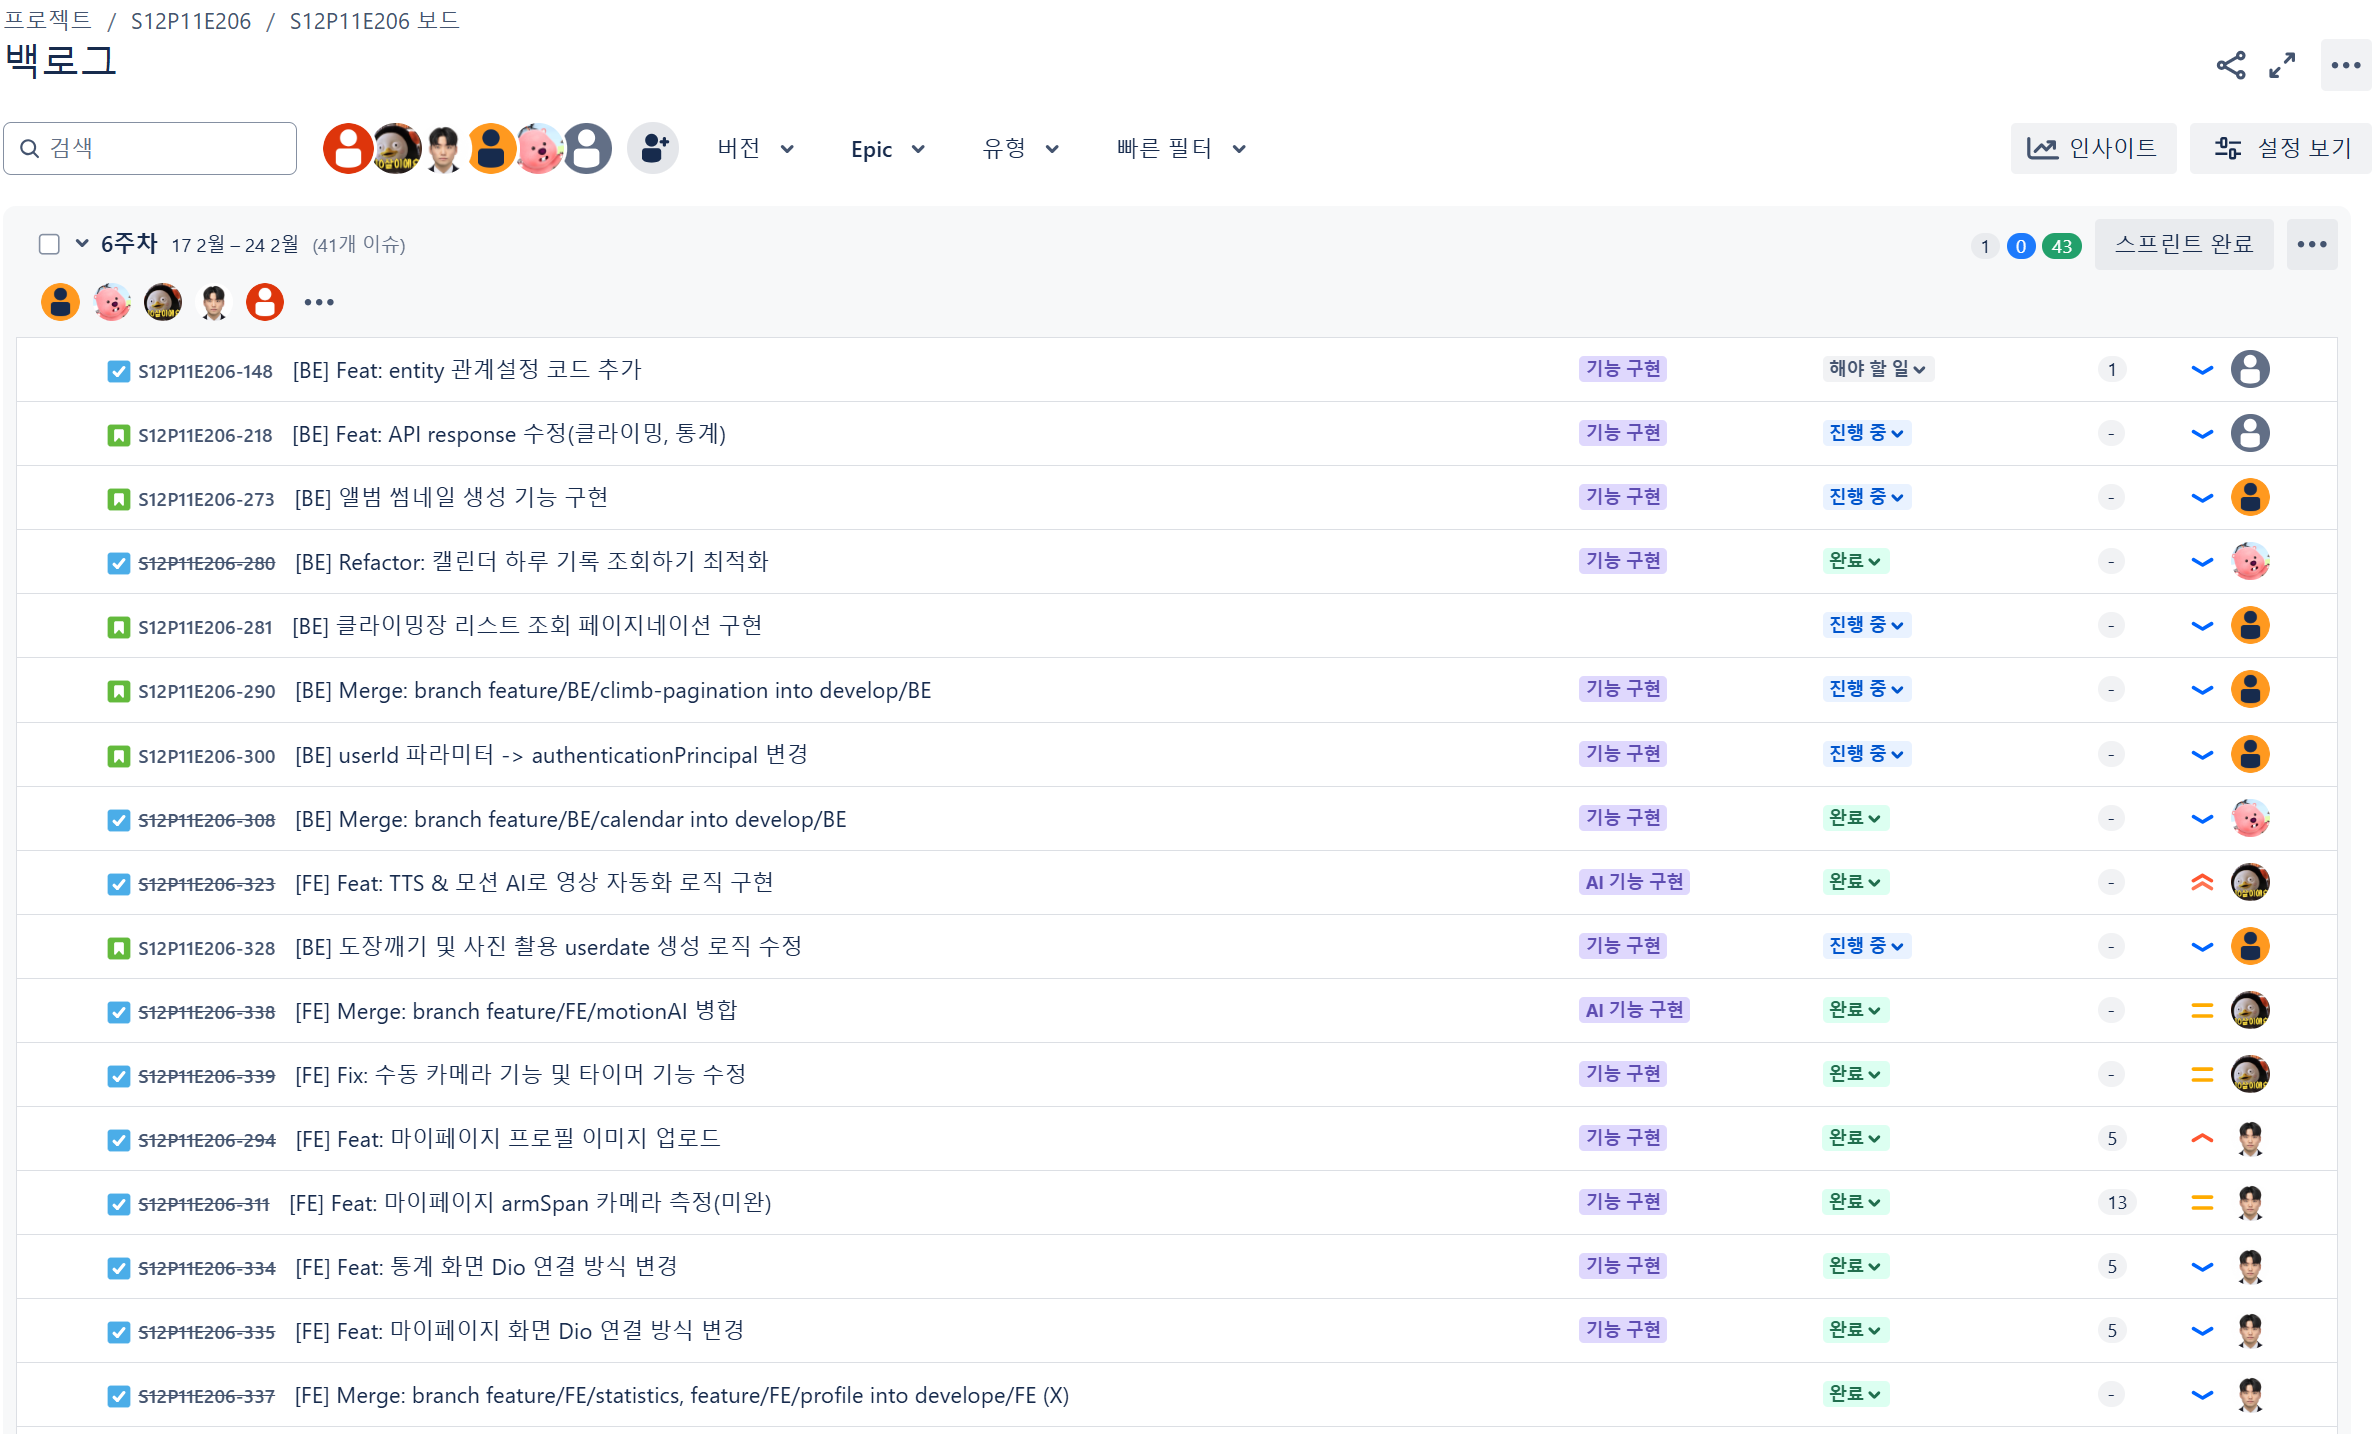 프로젝트 / S12P11E206 / S12P11E206 보드
백로그
검색 버전 Epic 유형 빠른 필터 인사이트 설정 보기
6주차 17 2월 – 24 2월 (41개 이슈) 1 0 43 스프린트 완료
S12P11E206-148 [BE] Feat: entity 관계설정 코드 추가 기능 구현 해야 할 일 1
S12P11E206-218 [BE] Feat: API response 수정(클라이밍, 통계) 기능 구현 진행 중 -
S12P11E206-273 [BE] 앨범 썸네일 생성 기능 구현 기능 구현 진행 중 -
S12P11E206-280 [BE] Refactor: 캘린더 하루 기록 조회하기 최적화 기능 구현 완료 -
S12P11E206-281 [BE] 클라이밍장 리스트 조회 페이지네이션 구현 진행 중 -
S12P11E206-290 [BE] Merge: branch feature/BE/climb-pagination into develop/BE 기능 구현 진행 중 -
S12P11E206-300 [BE] userId 파라미터 -> authenticationPrincipal 변경 기능 구현 진행 중 -
S12P11E206-308 [BE] Merge: branch feature/BE/calendar into develop/BE 기능 구현 완료 -
S12P11E206-323 [FE] Feat: TTS & 모션 AI로 영상 자동화 로직 구현 AI 기능 구현 완료 -
S12P11E206-328 [BE] 도장깨기 및 사진 촬용 userdate 생성 로직 수정 기능 구현 진행 중 -
S12P11E206-338 [FE] Merge: branch feature/FE/motionAI 병합 AI 기능 구현 완료 -
S12P11E206-339 [FE] Fix: 수동 카메라 기능 및 타이머 기능 수정 기능 구현 완료 -
S12P11E206-294 [FE] Feat: 마이페이지 프로필 이미지 업로드 기능 구현 완료 5
S12P11E206-311 [FE] Feat: 마이페이지 armSpan 카메라 측정(미완) 기능 구현 완료 13
S12P11E206-334 [FE] Feat: 통계 화면 Dio 연결 방식 변경 기능 구현 완료 5
S12P11E206-335 [FE] Feat: 마이페이지 화면 Dio 연결 방식 변경 기능 구현 완료 5
S12P11E206-337 [FE] Merge: branch feature/FE/statistics, feature/FE/profile into develope/FE (X) 완료 -